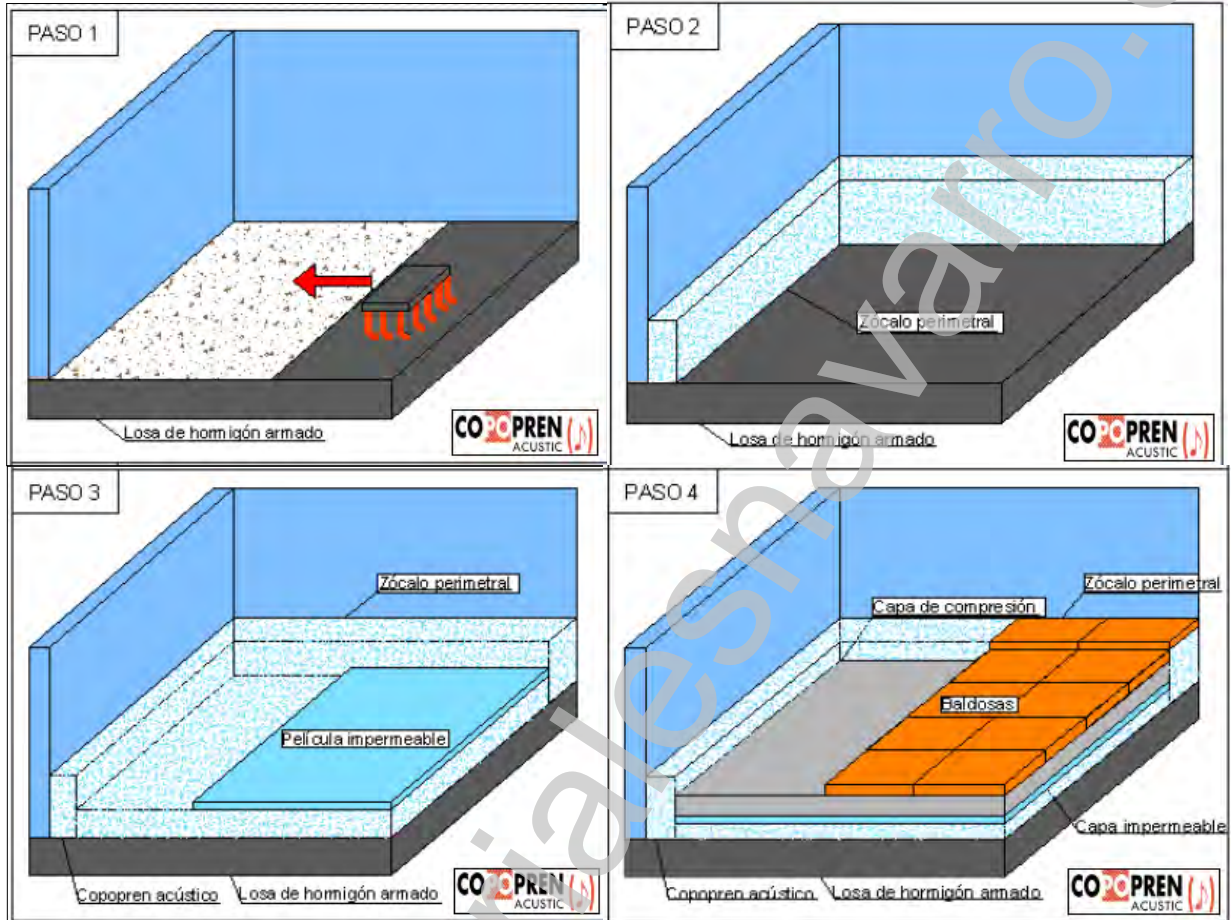 PASO 1
Losa de hormigón armado
COPOPREN
ACUSTIC
PASO 2
Zócalo perimetral
Losa de hormigón armado
COPOPREN
ACUSTIC
PASO 3
Zócalo perimetral
Película impermeable
Copopren acústico
Losa de hormigón armado
COPOPREN
ACUSTIC
PASO 4
Zócalo perimetral
Capa de compresión
Baldosas
Capa impermeable
Copopren acústico
Losa de hormigón armado
COPOPREN
ACUSTIC
rialesnavarro.